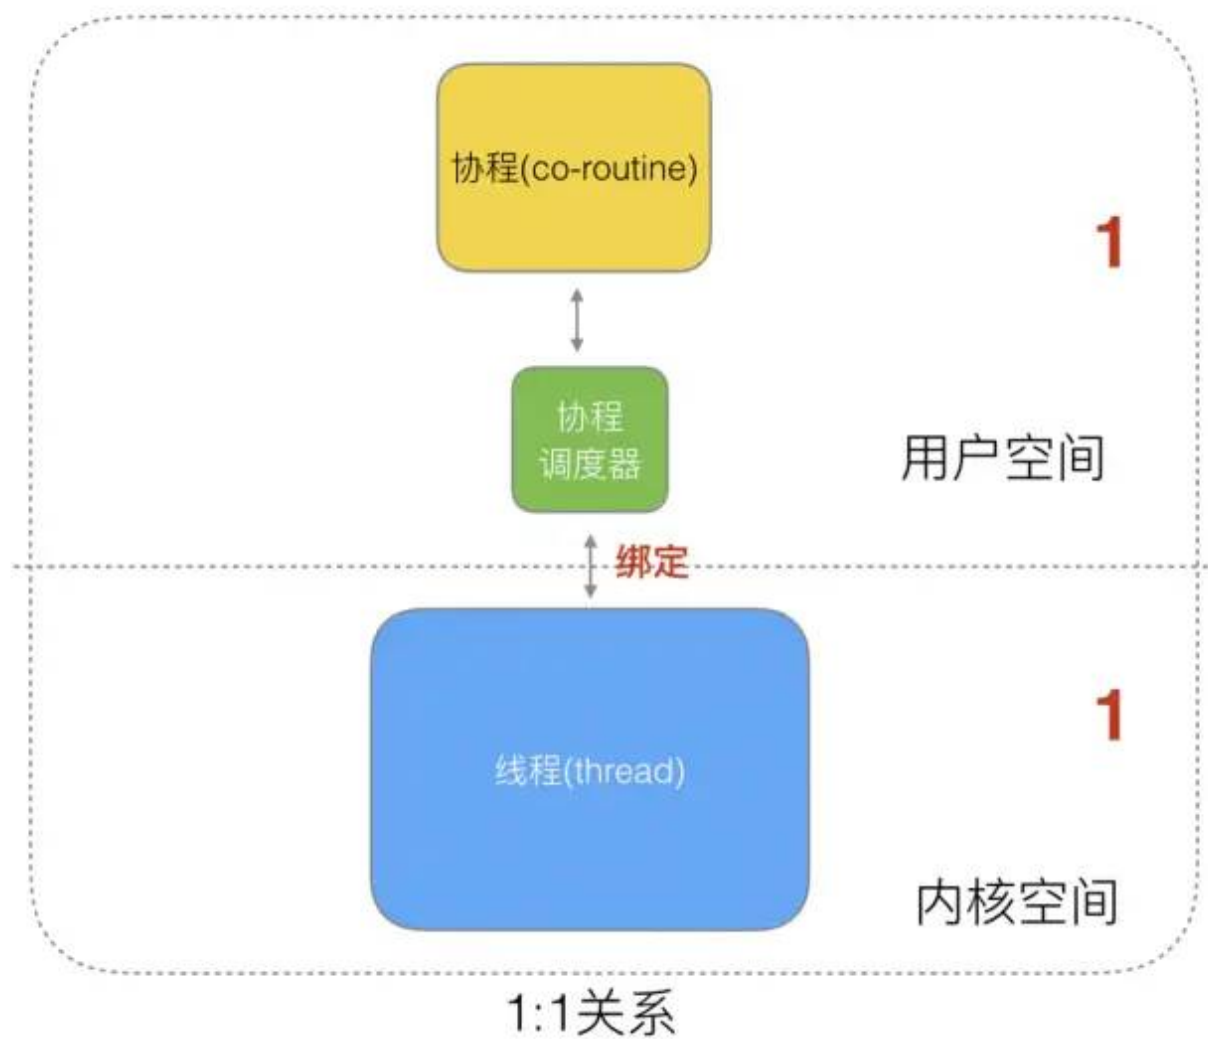 协程(co-routine)
1
协程
调度器
用户空间
绑定
线程(thread)
1
内核空间
1:1关系